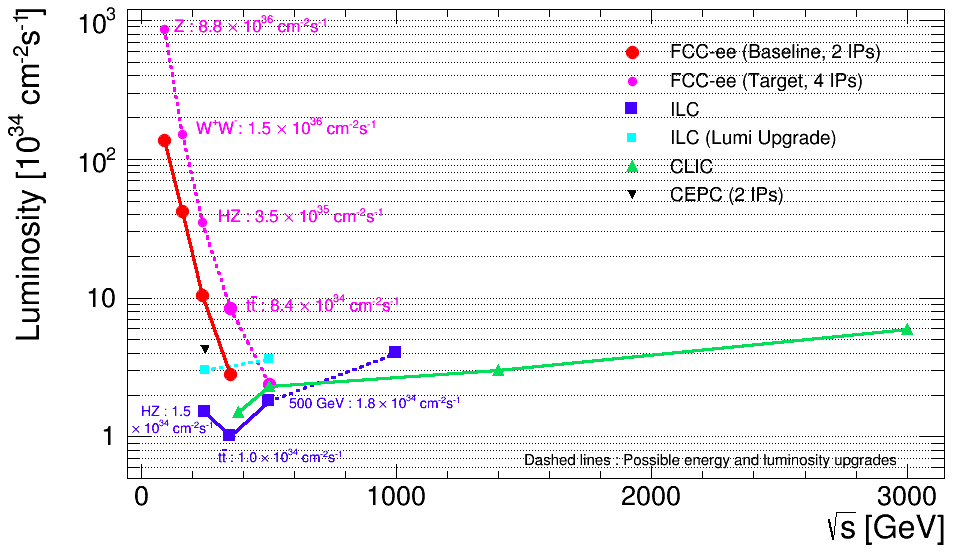 Luminosity [10³⁴ cm⁻²s⁻¹]
10³
10²
10
1
Z : 8.8 × 10³⁶ cm⁻²s⁻¹
W⁺W⁻: 1.5 × 10³⁶ cm⁻²s⁻¹
HZ : 3.5 × 10³⁵ cm⁻²s⁻¹
tt̄ : 8.4 × 10³⁴ cm⁻²s⁻¹
FCC-ee (Baseline, 2 IPs)
FCC-ee (Target, 4 IPs)
ILC
ILC (Lumi Upgrade)
CLIC
CEPC (2 IPs)
500 GeV : 1.8 × 10³⁴ cm⁻²s⁻¹
HZ : 1.5
× 10³⁴ cm⁻²s⁻¹
tt̄ : 1.0 × 10³⁴ cm⁻²s⁻¹
Dashed lines : Possible energy and luminosity upgrades
0
1000
2000
3000
√s [GeV]